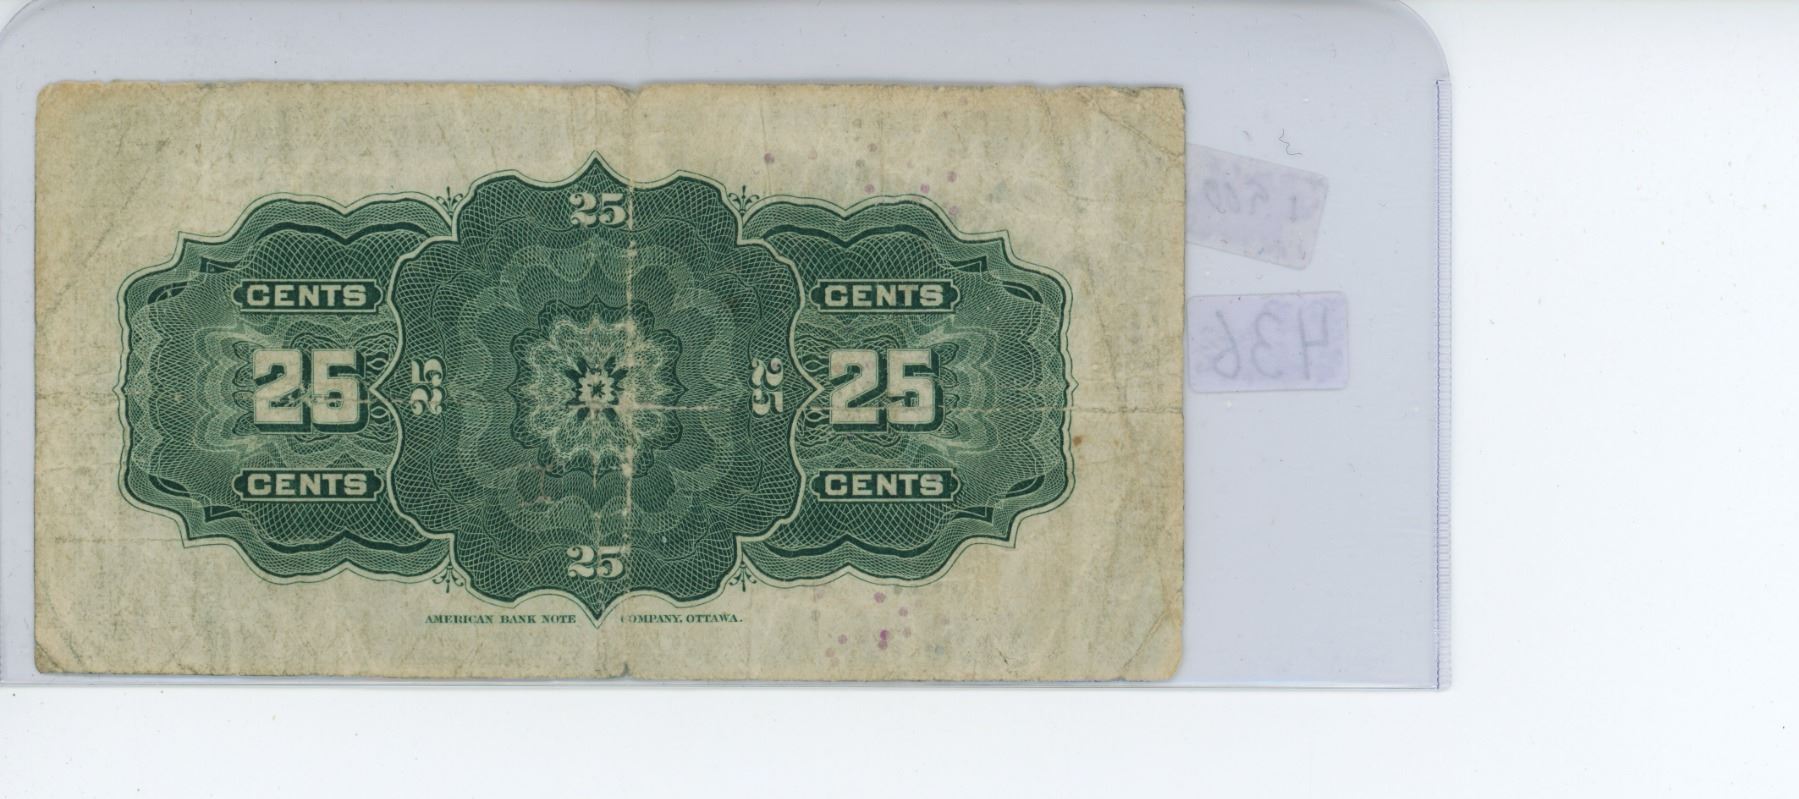 25
CENTS CENTS
25 25 25 25
CENTS CENTS
25
AMERICAN BANK NOTE COMPANY, OTTAWA.
436